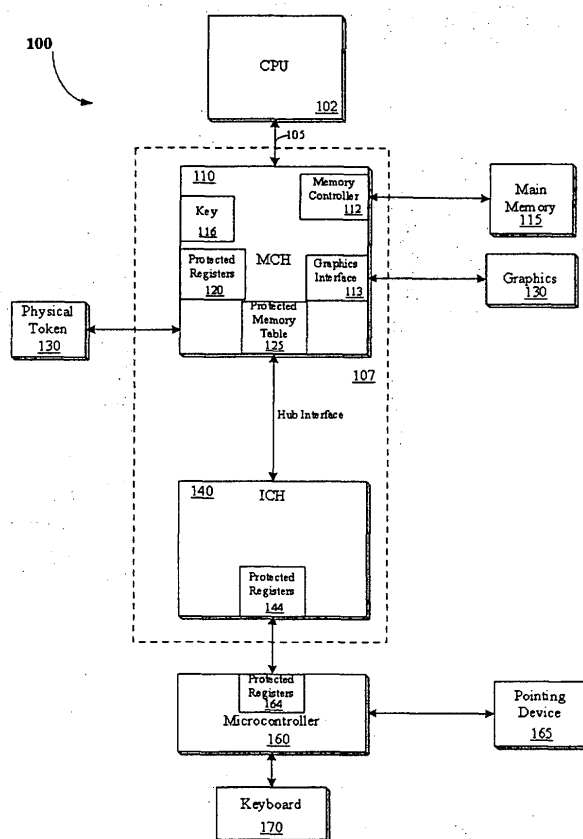 100
CPU
102
105
110
Memory
Controller
112
Main
Memory
115
Key
116
MCH
Protected
Registers
120
Graphics
Interface
113
Graphics
130
Physical
Token
130
Protected
Memory
Table
125
107
Hub Interface
140
ICH
Protected
Registers
144
Protected
Registers
164
Microcontroller
160
Pointing
Device
165
Keyboard
170